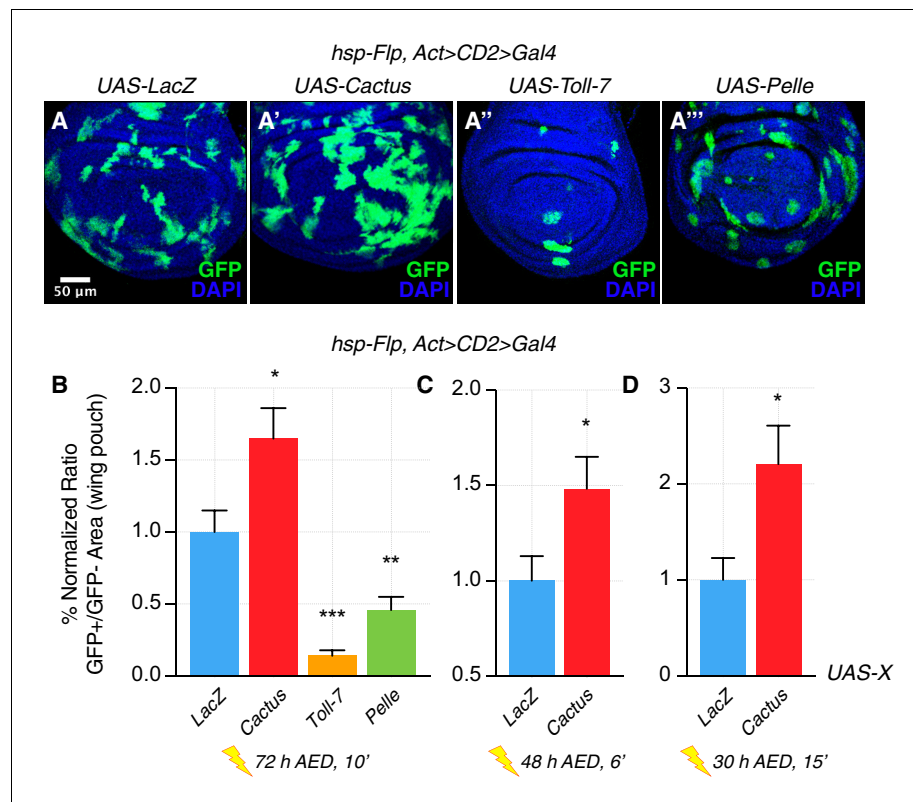 hsp-Flp, Act>CD2>Gal4
UAS-LacZ UAS-Cactus UAS-Toll-7 UAS-Pelle
A A' A'' A'''
GFP GFP GFP GFP
50 µm DAPI DAPI DAPI DAPI
hsp-Flp, Act>CD2>Gal4
B C D
% Normalized Ratio
GFP+/GFP- Area (wing pouch)
2.0
1.5
1.0
0.5
0.0
* *** **
LacZ Cactus Toll-7 Pelle
72 h AED, 10'
2.0
1.5
1.0
0.5
*
LacZ Cactus
48 h AED, 6'
3
2
1
0
*
LacZ Cactus
30 h AED, 15'
UAS-X